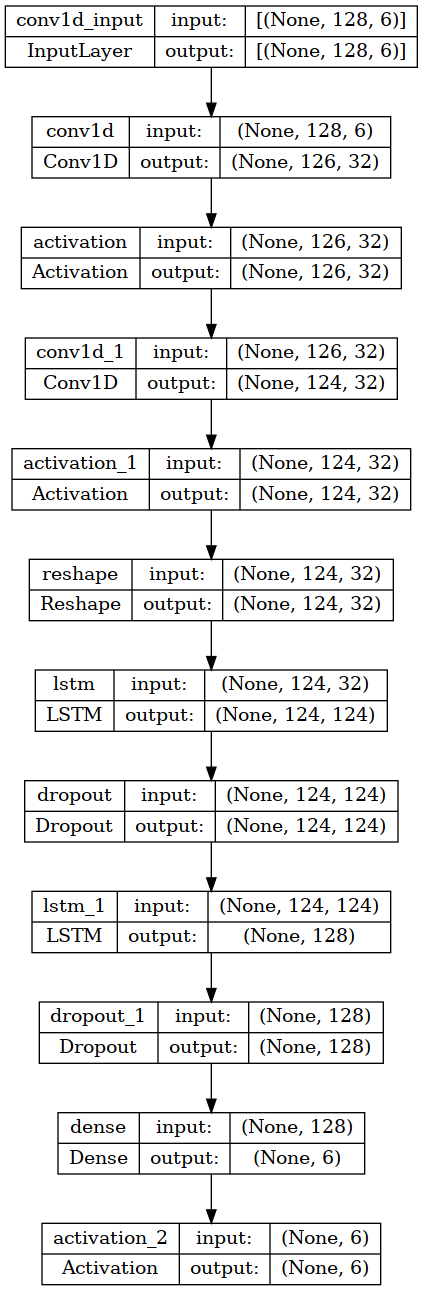 conv1d_input input: [(None, 128, 6)]
InputLayer output: [(None, 128, 6)]
conv1d input: (None, 128, 6)
Conv1D output: (None, 126, 32)
activation input: (None, 126, 32)
Activation output: (None, 126, 32)
conv1d_1 input: (None, 126, 32)
Conv1D output: (None, 124, 32)
activation_1 input: (None, 124, 32)
Activation output: (None, 124, 32)
reshape input: (None, 124, 32)
Reshape output: (None, 124, 32)
lstm input: (None, 124, 32)
LSTM output: (None, 124, 124)
dropout input: (None, 124, 124)
Dropout output: (None, 124, 124)
lstm_1 input: (None, 124, 124)
LSTM output: (None, 128)
dropout_1 input: (None, 128)
Dropout output: (None, 128)
dense input: (None, 128)
Dense output: (None, 6)
activation_2 input: (None, 6)
Activation output: (None, 6)